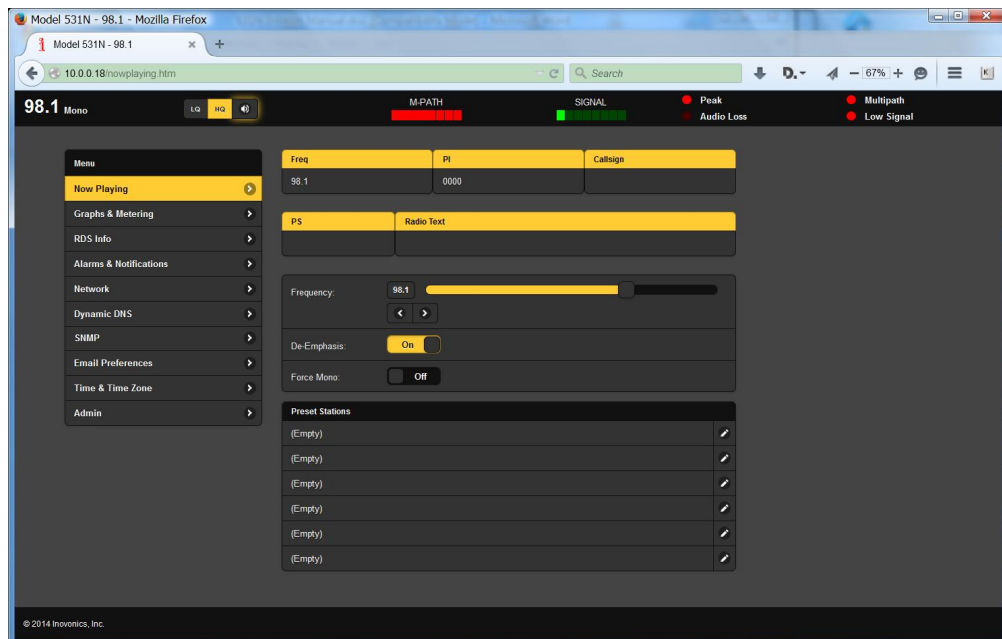 Model 531N - 98.1 - Mozilla Firefox
Model 531N - 98.1
10.0.0.18/nowplaying.htm
Search
D.
67%
K
98.1 Mono
LQ HQ
M-PATH
SIGNAL
Peak
Audio Loss
Multipath
Low Signal
Menu
Now Playing
Graphs & Metering
RDS Info
Alarms & Notifications
Network
Dynamic DNS
SNMP
Email Preferences
Time & Time Zone
Admin
Freq PI Callsign
98.1 0000
PS Radio Text
Frequency: 98.1
De-Emphasis: On
Force Mono: Off
Preset Stations
(Empty)
(Empty)
(Empty)
(Empty)
(Empty)
(Empty)
© 2014 Inovonics, Inc.